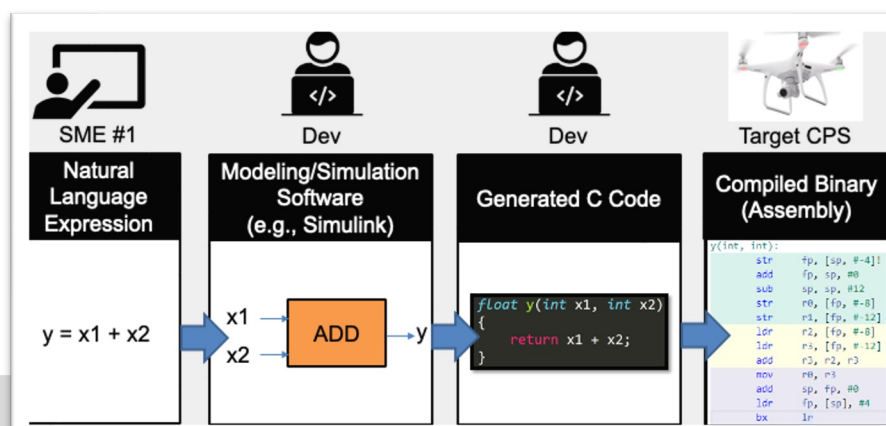 SME #1
Natural
Language
Expression
y = x1 + x2
</>
Dev
Modeling/Simulation
Software
(e.g., Simulink)
x1
x2
ADD
y
</>
Dev
Generated C Code
float y(int x1, int x2)
{
return x1 + x2;
}
Target CPS
Compiled Binary
(Assembly)
y(int, int):
str fp, [sp, #-4]!
add fp, sp, #0
sub sp, sp, #12
str r0, [fp, #-8]
str r1, [fp, #-12]
ldr r2, [fp, #-8]
ldr r3, [fp, #-12]
add r3, r2, r3
mov r0, r3
add sp, fp, #0
ldr fp, [sp], #4
bx lr